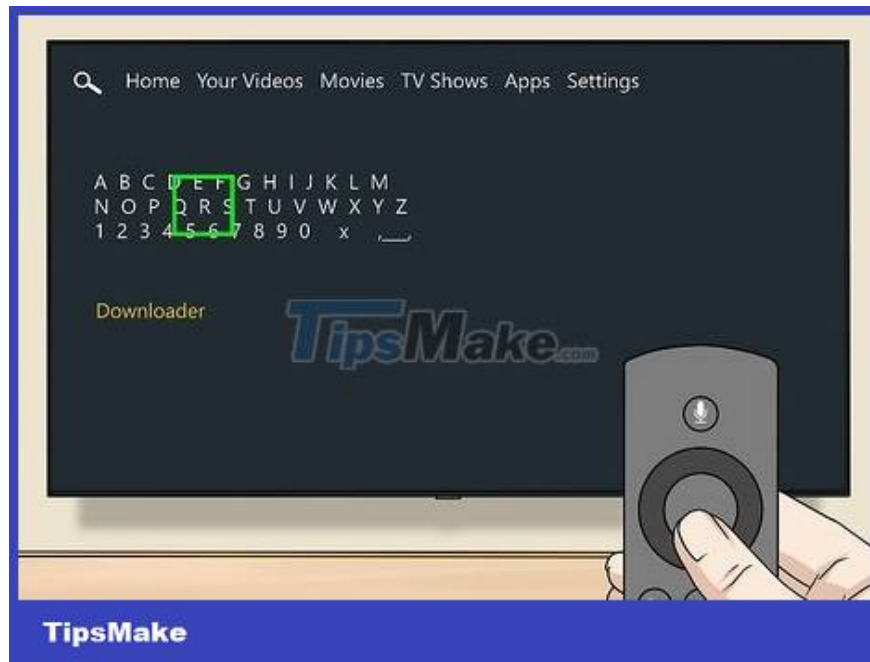 Home Your Videos Movies TV Shows Apps Settings
A B C D E F G H I J K L M
N O P Q R S T U V W X Y Z
1 2 3 4 5 6 7 8 9 0 x
Downloader
TipsMake.com
TipsMake